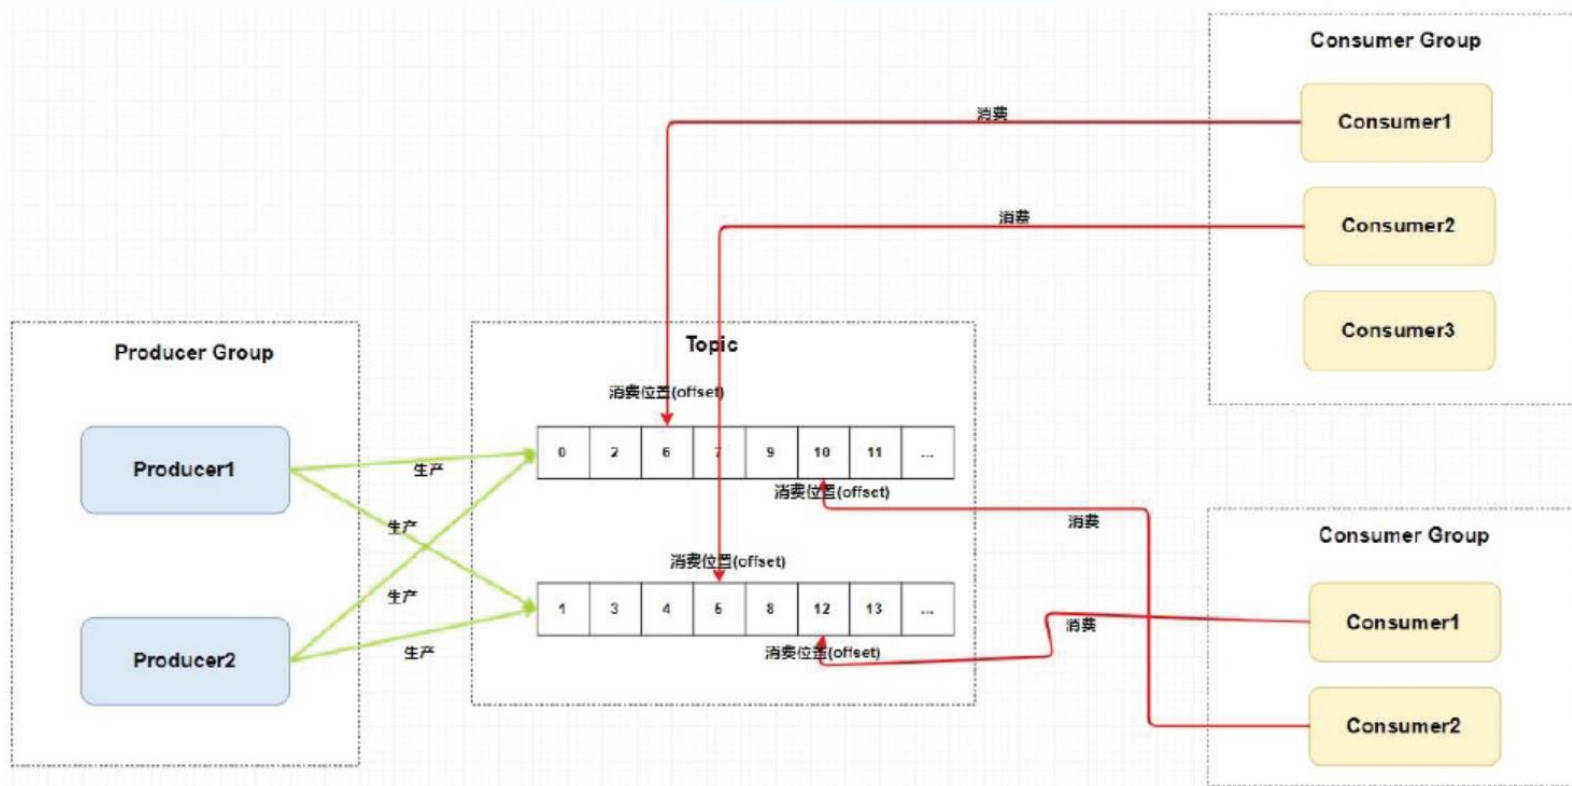 Consumer Group
Consumer1
消费
Consumer2
消费
Consumer3
Producer Group
Producer1
Producer2
生产
生产
生产
生产
Topic
消费位置(offset)
0 2 6 7 9 10 11 ...
消费位置(offset)
消费位置(offset)
1 3 4 5 8 12 13 ...
消费位置(offset)
消费
消费
Consumer Group
Consumer1
Consumer2